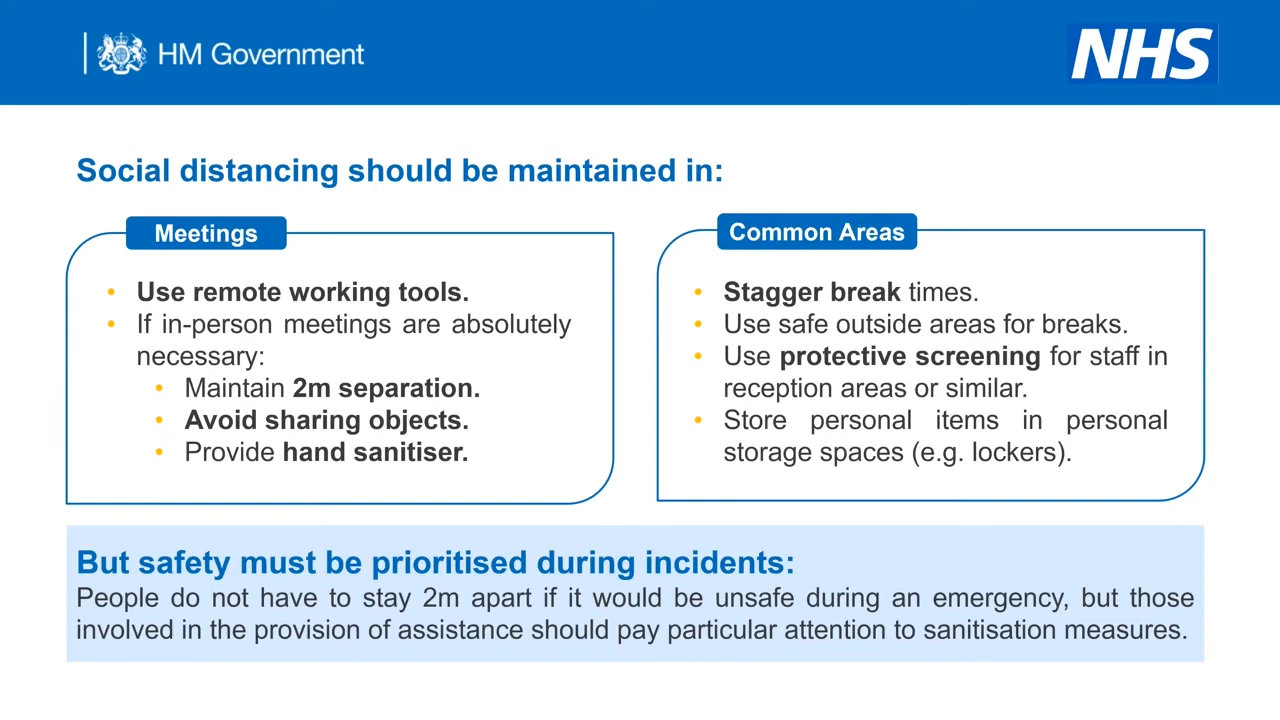 HM Government
NHS
Social distancing should be maintained in:
Meetings
• Use remote working tools.
• If in-person meetings are absolutely
necessary:
• Maintain 2m separation.
• Avoid sharing objects.
• Provide hand sanitiser.
Common Areas
• Stagger break times.
• Use safe outside areas for breaks.
• Use protective screening for staff in
reception areas or similar.
• Store personal items in personal
storage spaces (e.g. lockers).
But safety must be prioritised during incidents:
People do not have to stay 2m apart if it would be unsafe during an emergency, but those
involved in the provision of assistance should pay particular attention to sanitisation measures.